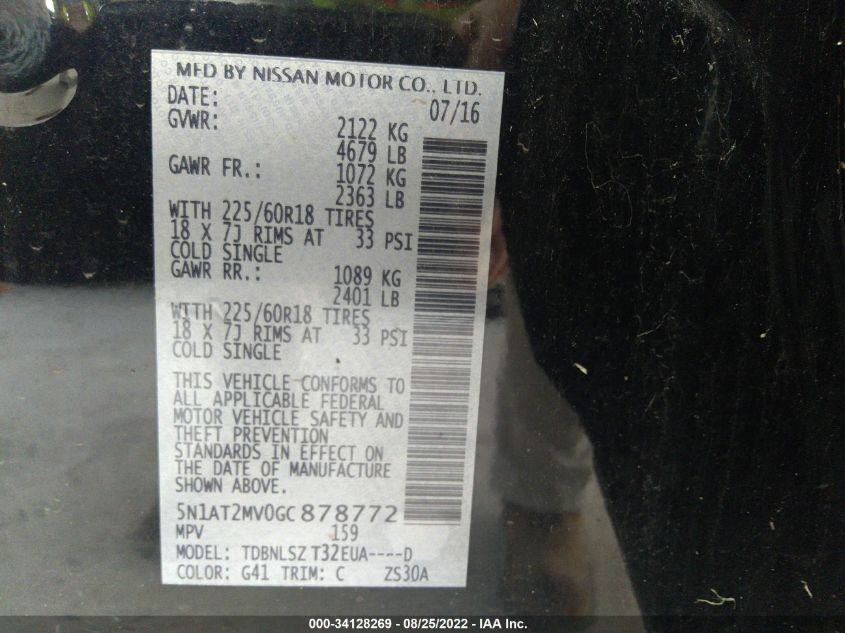 MFD BY NISSAN MOTOR CO., LTD.
DATE: 07/16
GVWR: 2122 KG
4679 LB
GAWR FR.: 1072 KG
2363 LB
WITH 225/60R18 TIRES
18 X 7J RIMS AT 33 PSI
COLD SINGLE
GAWR RR.: 1089 KG
2401 LB
WITH 225/60R18 TIRES
18 X 7J RIMS AT 33 PSI
COLD SINGLE
THIS VEHICLE CONFORMS TO
ALL APPLICABLE FEDERAL
MOTOR VEHICLE SAFETY AND
THEFT PREVENTION
STANDARDS IN EFFECT ON
THE DATE OF MANUFACTURE
SHOWN ABOVE.
5N1AT2MV0GC878772
MPV 159
MODEL: TDBNLSZ T32EUA----D
COLOR: G41 TRIM: C ZS30A
000-34128269 - 08/25/2022 - IAA Inc.